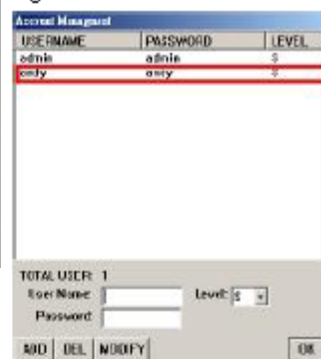 Account Managment
USERNAME PASSWORD LEVEL
admin admin S
andy andy S
TOTAL USER: 1
User Name: Level: S
Password:
ADD DEL MODIFY OK